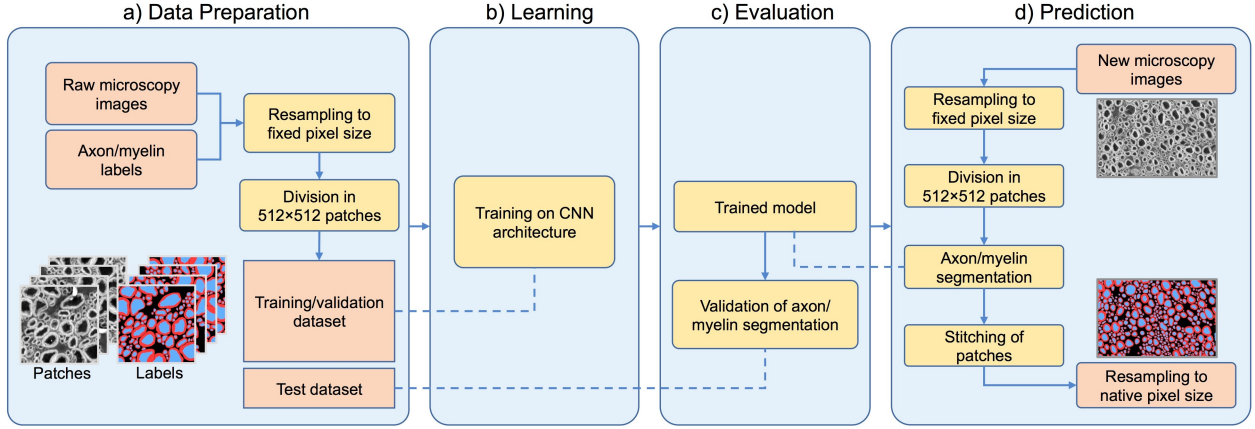 a) Data Preparation
Raw microscopy
images
Axon/myelin
labels
Resampling to
fixed pixel size
Division in
512×512 patches
Training/validation
dataset
Test dataset
Patches
Labels
b) Learning
Training on CNN
architecture
c) Evaluation
Trained model
Validation of axon/
myelin segmentation
d) Prediction
New microscopy
images
Resampling to
fixed pixel size
Division in
512×512 patches
Axon/myelin
segmentation
Stitching of
patches
Resampling to
native pixel size